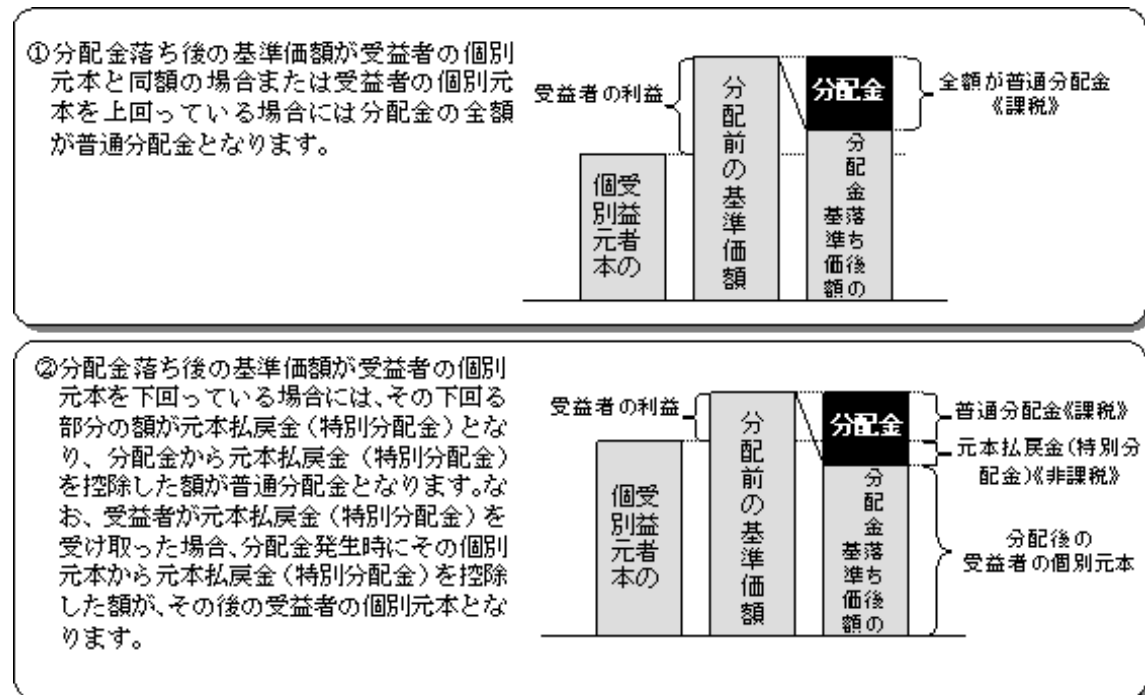 ①分配金落ち後の基準価額が受益者の個別
元本と同額の場合または受益者の個別元
本を上回っている場合には分配金の全額
が普通分配金となります。
受益者の利益
個別元本
受益者の
分配前の基準価額
分配金
分配金落ち後の
基準価額
全額が普通分配金
《課税》
②分配金落ち後の基準価額が受益者の個別
元本を下回っている場合には、その下回る
部分の額が元本払戻金（特別分配金）とな
り、分配金から元本払戻金（特別分配金）
を控除した額が普通分配金となります。な
お、受益者が元本払戻金（特別分配金）を
受け取った場合、分配金発生時にその個別
元本から元本払戻金（特別分配金）を控除
した額が、その後の受益者の個別元本とな
ります。
受益者の利益
受益者の
個別元本
分配前の基準価額
分配金
分配金落ち後の
基準価額
普通分配金《課税》
元本払戻金(特別分
配金)《非課税》
分配後の
受益者の個別元本